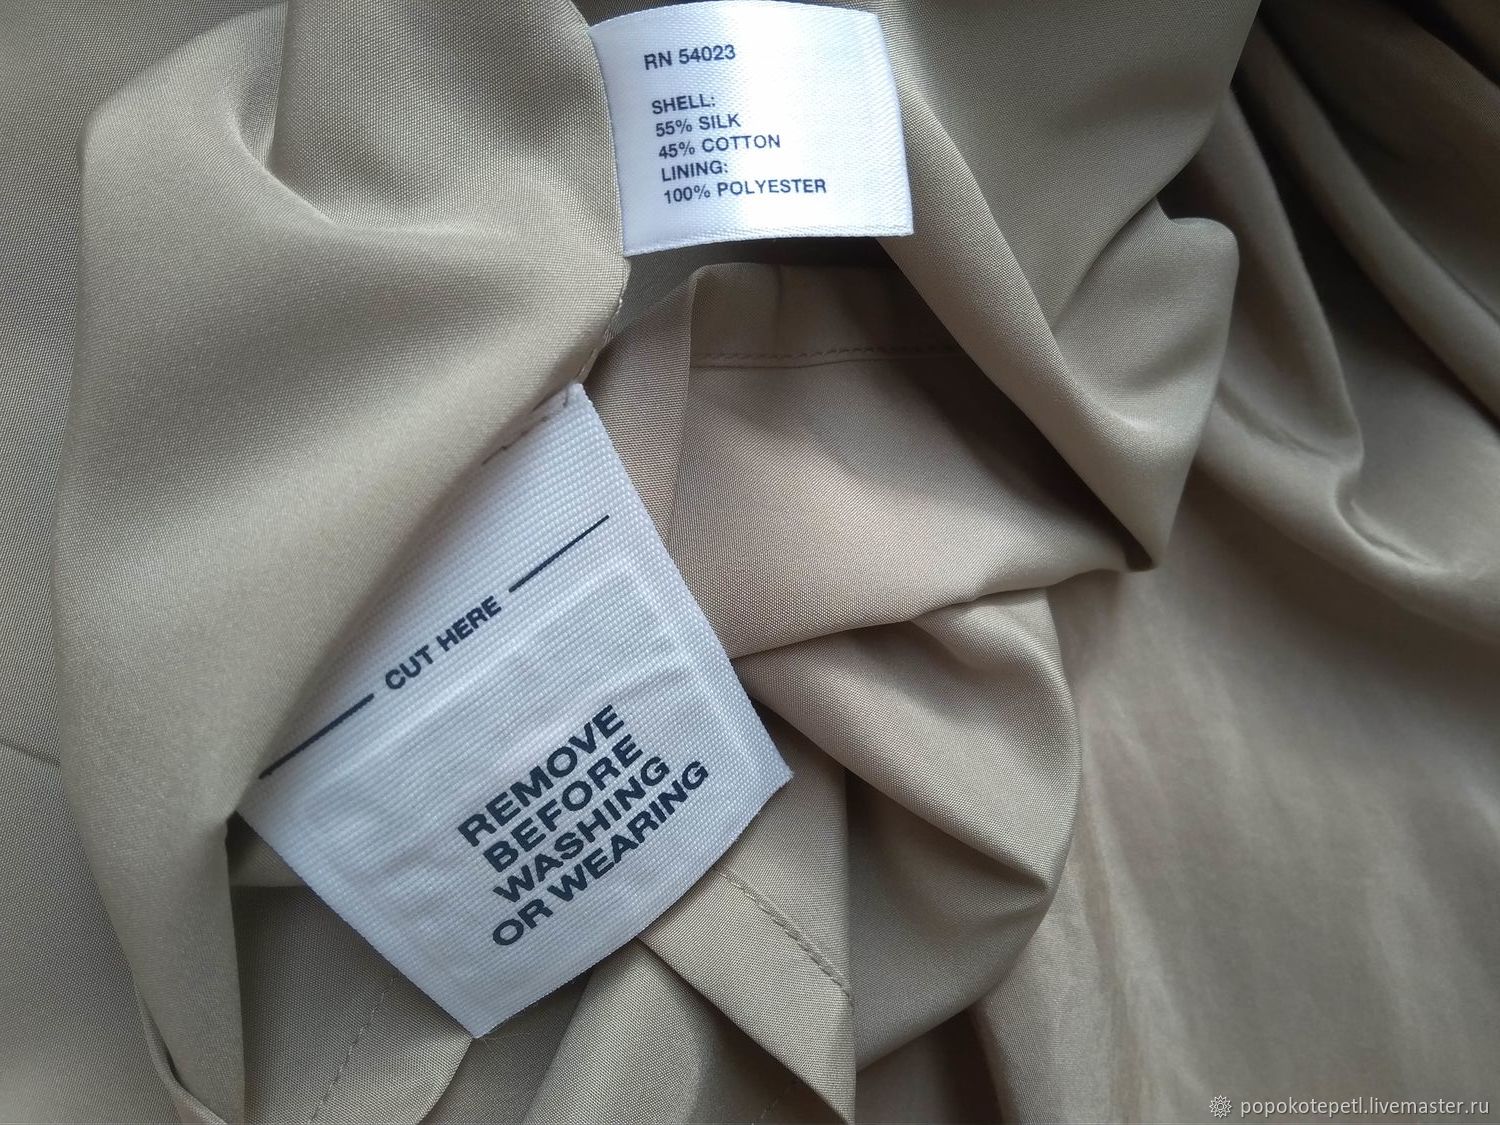 RN 54023
SHELL:
55% SILK
45% COTTON
LINING:
100% POLYESTER
CUT HERE
REMOVE
BEFORE
WASHING
OR WEARING
popokotepetl.livemaster.ru